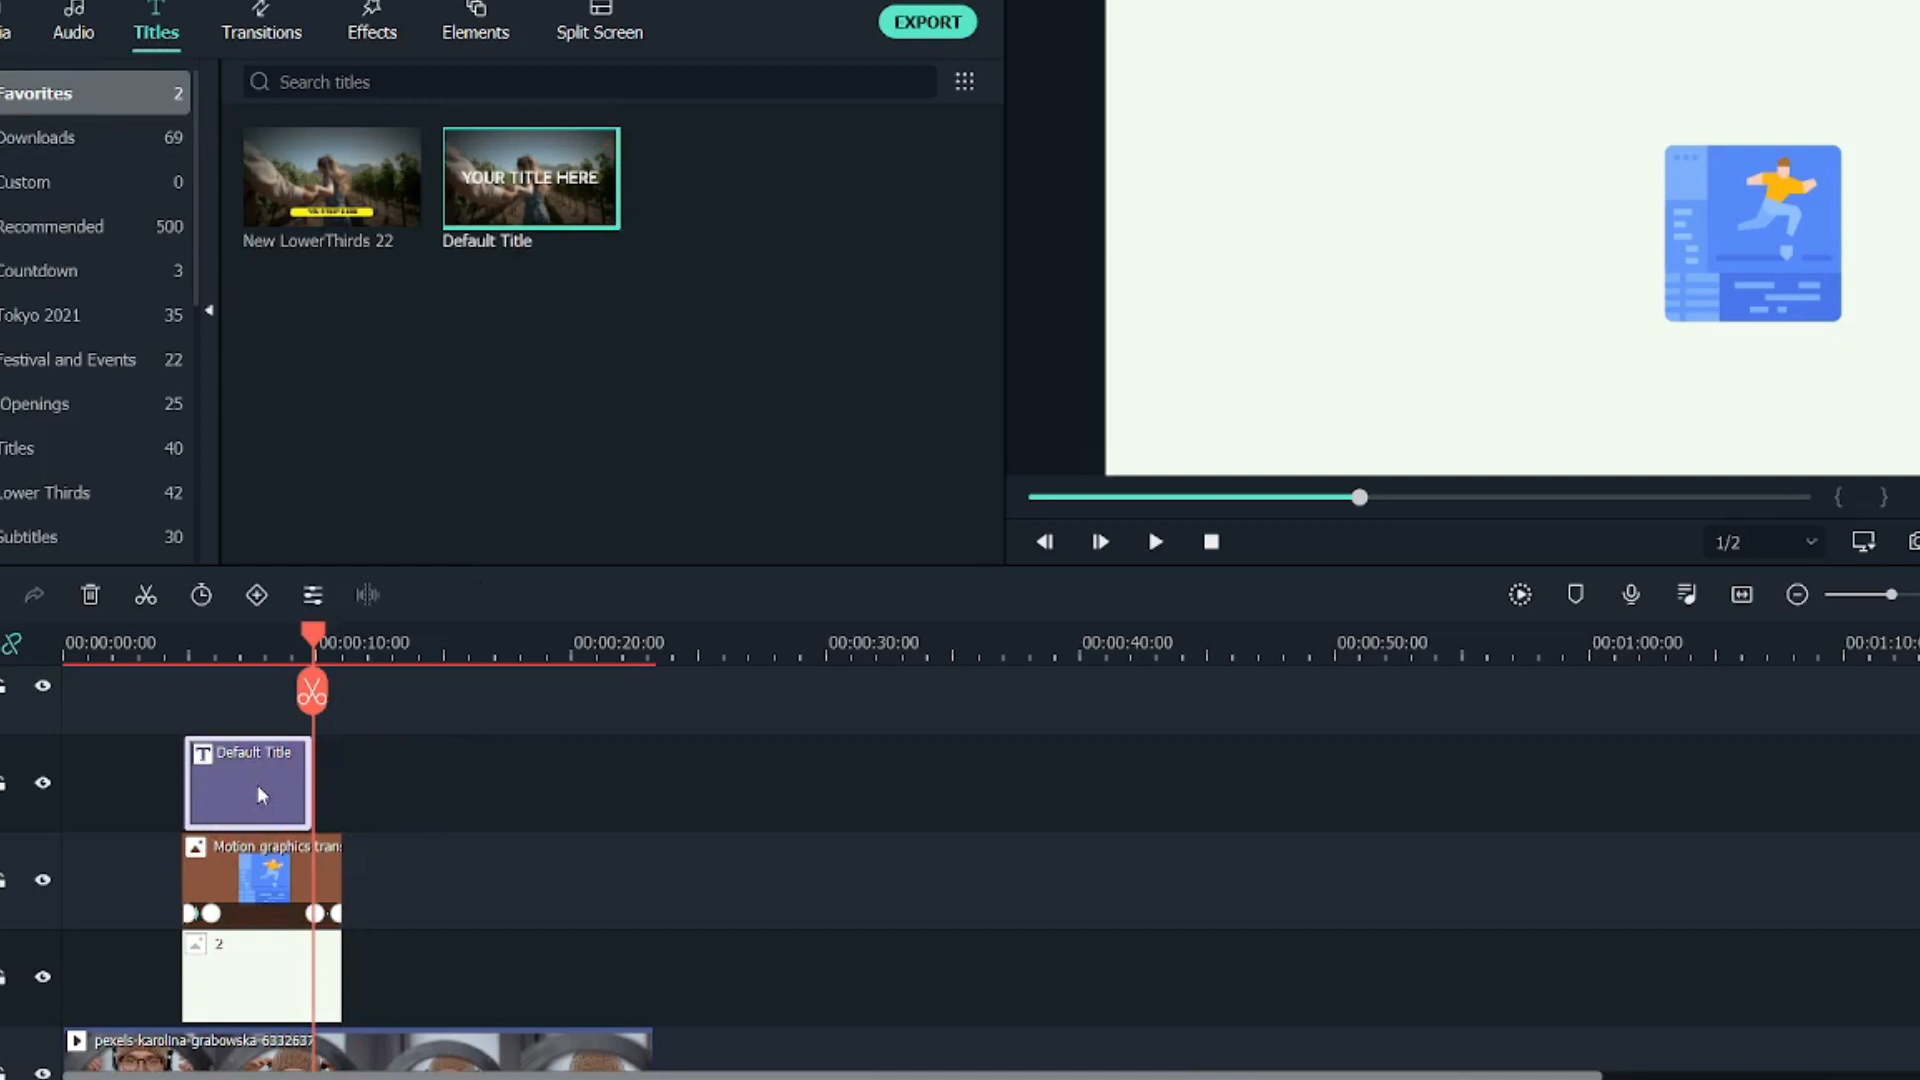 Audio
Titles
Transitions
Effects
Elements
Split Screen
EXPORT
Favorites 2
Downloads 69
Custom 0
Recommended 500
Countdown 3
Tokyo 2021 35
Festival and Events 22
Openings 25
Titles 40
Lower Thirds 42
Subtitles 30
Search titles
YOUR TITLE HERE
New LowerThirds 22
Default Title
{ }
1/2
00:00:00:00
00:00:10:00
00:00:20:00
00:00:30:00
00:00:40:00
00:00:50:00
00:01:00:00
00:01:10:0
T Default Title
Motion graphics tran
2
pexels-karolina-grabowska-6332637